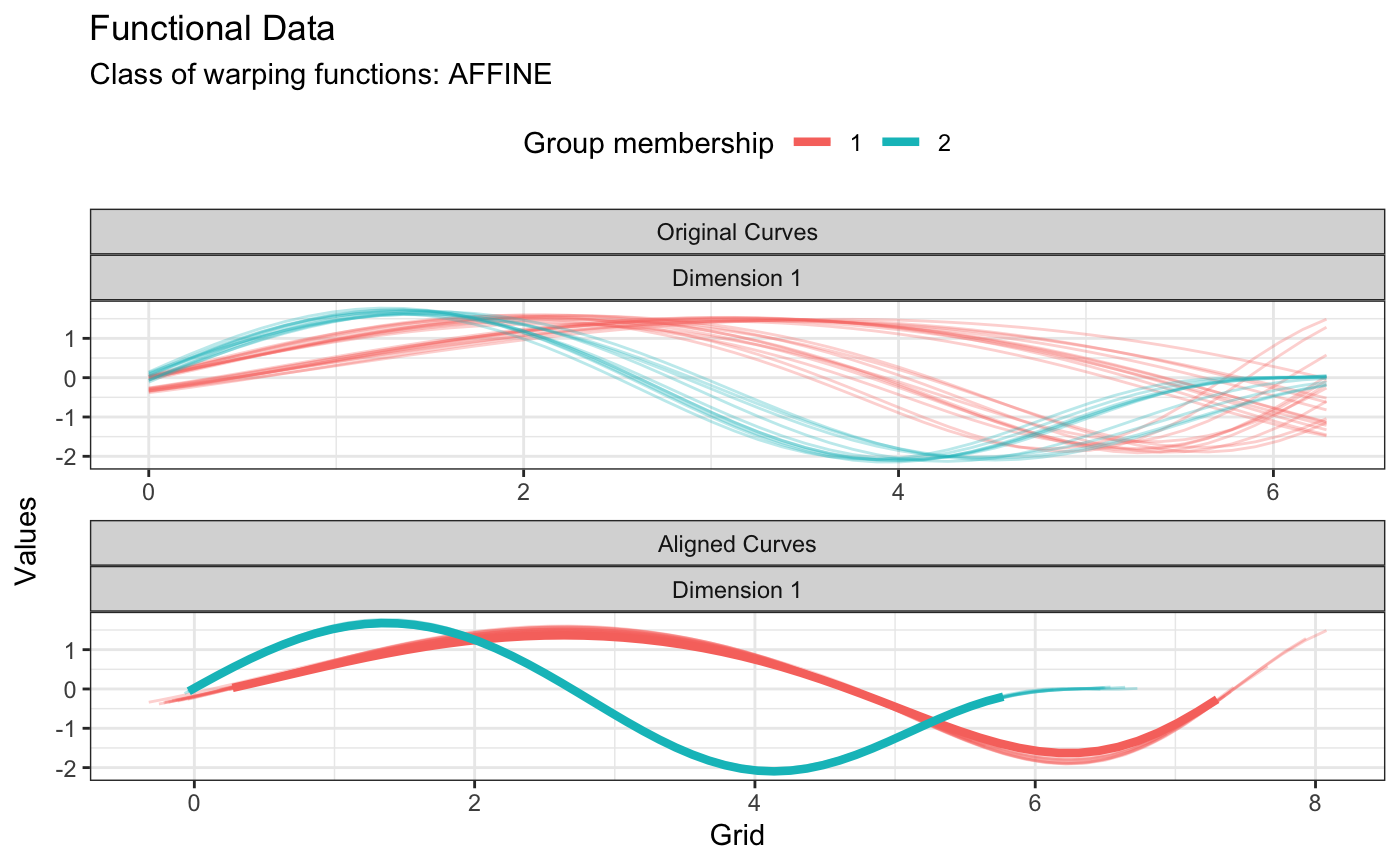 Functional Data
Class of warping functions: AFFINE
Group membership 1 2
Original Curves
Dimension 1
1
0
-1
-2
0 2 4 6
Values
Aligned Curves
Dimension 1
1
0
-1
-2
0 2 4 6 8
Grid